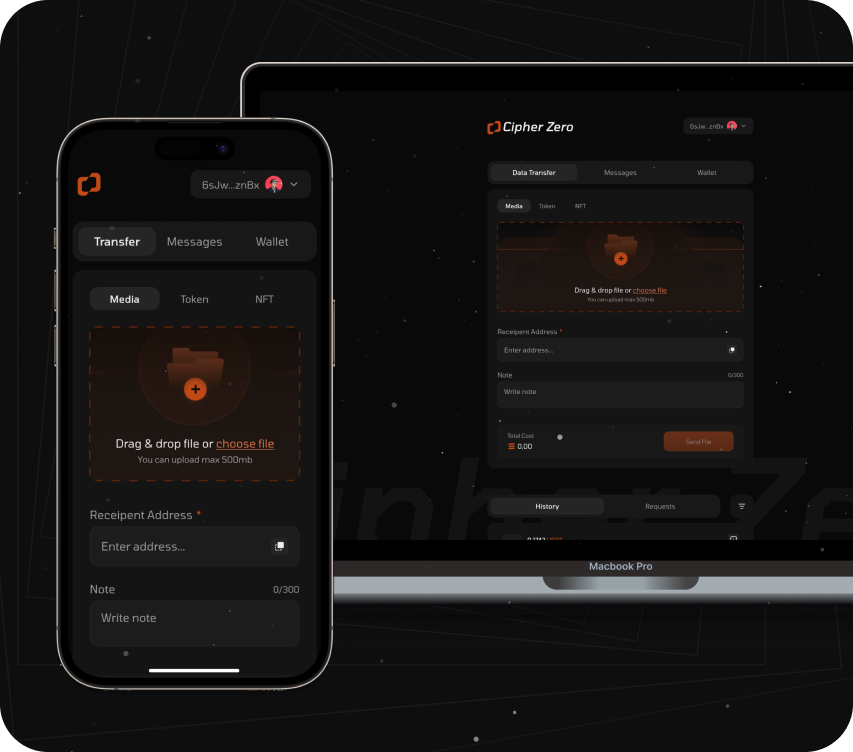 Cipher Zero
6sJw...znBx
Data Transfer
Messages
Wallet
Media
Token
NFT
Drag & drop file or choose file
You can upload max 500mb
Receipent Address *
Enter address...
Note
0/300
Write note
Total Cost
0,00
Send File
History
Requests
Macbook Pro
6sJw...znBx
Transfer
Messages
Wallet
Media
Token
NFT
Drag & drop file or choose file
You can upload max 500mb
Receipent Address *
Enter address...
Note
0/300
Write note